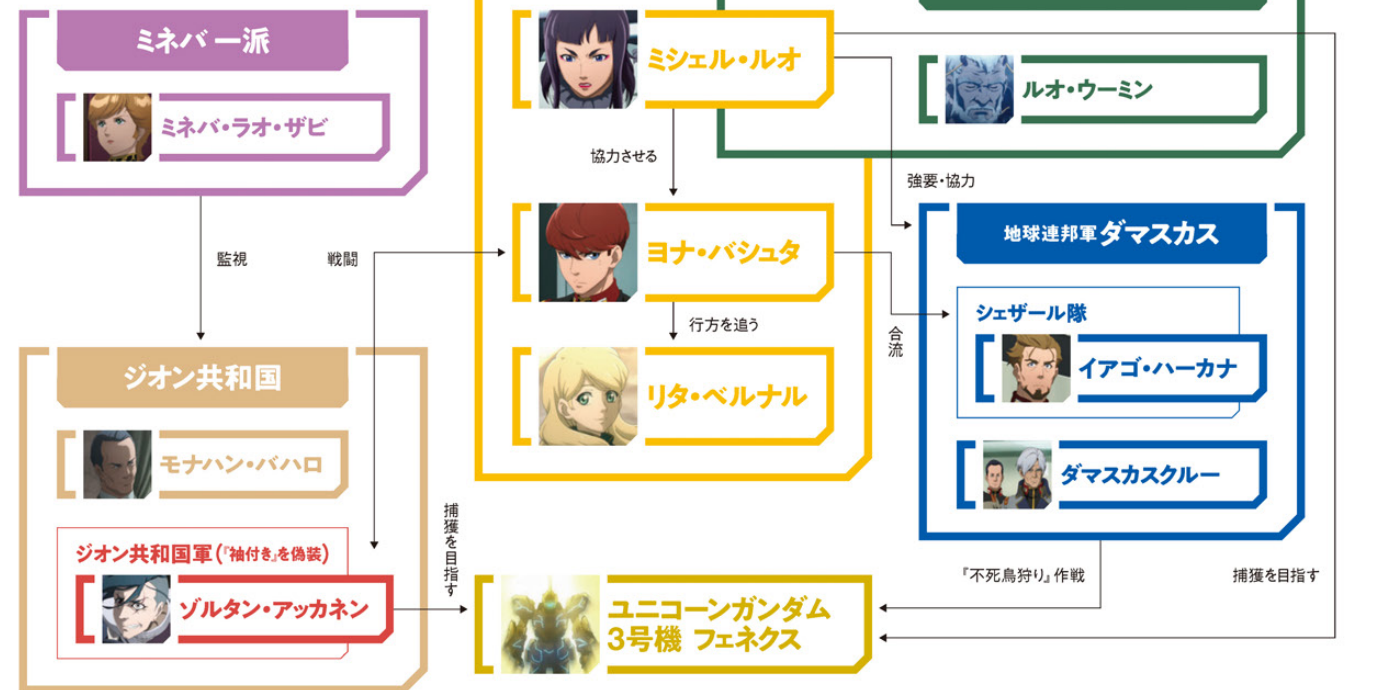 ミネバ一派
ミネバ・ラオ・ザビ
監視
戦闘
ジオン共和国
モナハン・バハロ
ジオン共和国軍(『袖付き』を偽装)
ゾルタン・アッカネン
捕獲を目指す
ミシェル・ルオ
協力させる
ヨナ・バシュタ
行方を追う
リタ・ベルナル
ルオ・ウーミン
強要・協力
合流
地球連邦軍 ダマスカス
シェザール隊
イアゴ・ハーカナ
ダマスカスクルー
『不死鳥狩り』作戦
捕獲を目指す
ユニコーンガンダム
3号機 フェネクス